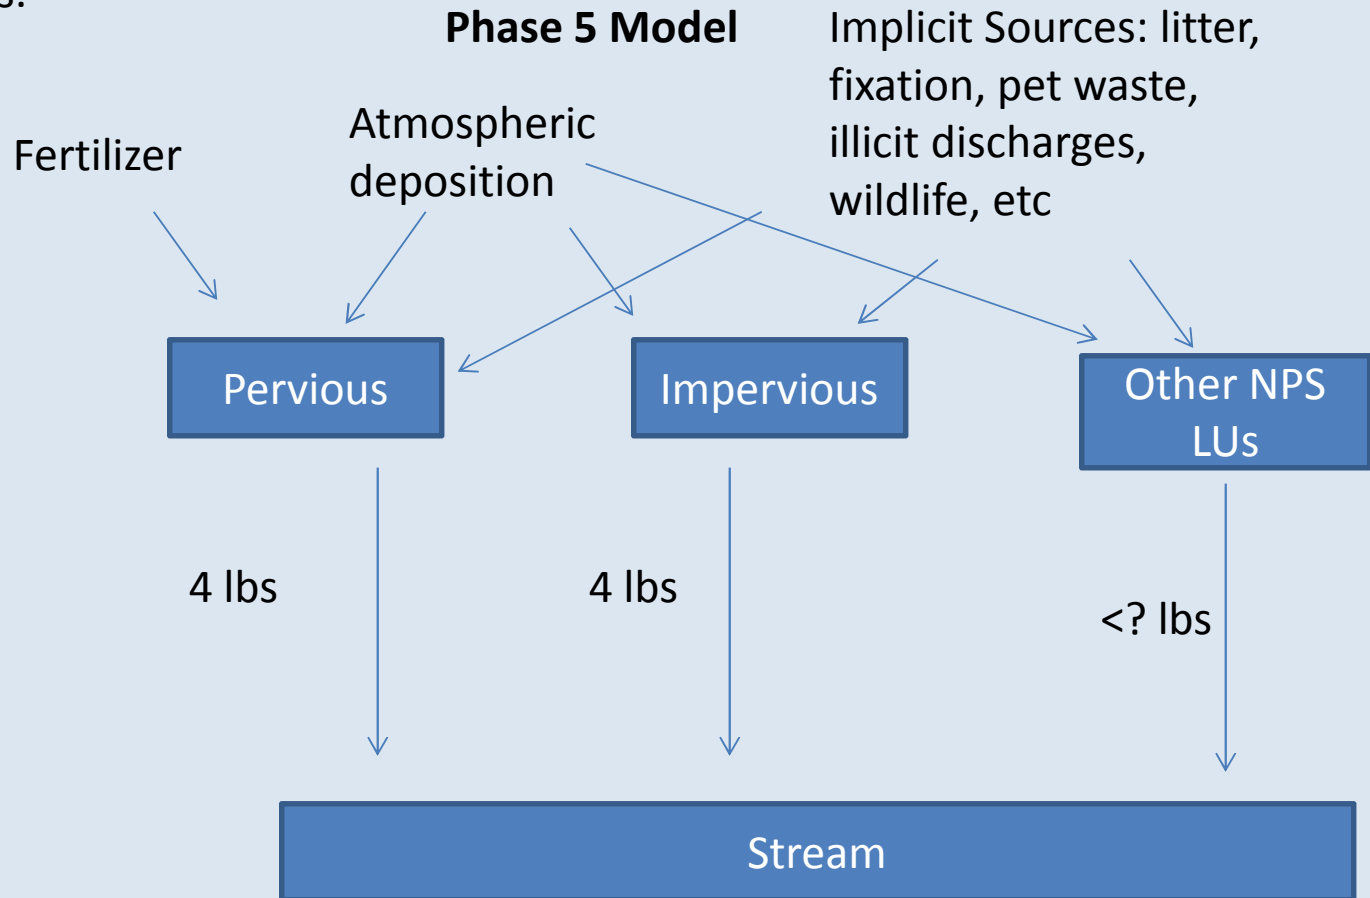 s.
Phase 5 Model
Implicit Sources: litter,
fixation, pet waste,
illicit discharges,
wildlife, etc
Atmospheric
deposition
Fertilizer
Pervious
Impervious
Other NPS
LUs
4 lbs
4 lbs
<? lbs
Stream